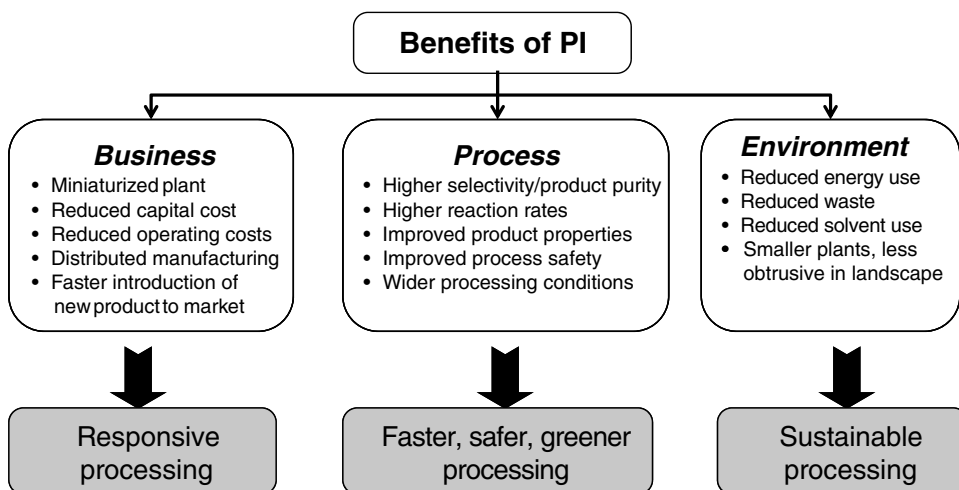 Benefits of PI
Business
• Miniaturized plant
• Reduced capital cost
• Reduced operating costs
• Distributed manufacturing
• Faster introduction of
new product to market
Process
• Higher selectivity/product purity
• Higher reaction rates
• Improved product properties
• Improved process safety
• Wider processing conditions
Environment
• Reduced energy use
• Reduced waste
• Reduced solvent use
• Smaller plants, less
obtrusive in landscape
Responsive
processing
Faster, safer, greener
processing
Sustainable
processing